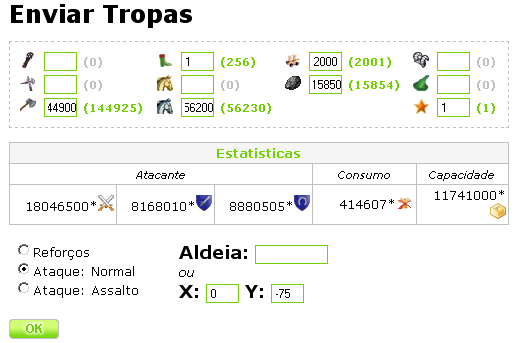 Enviar Tropas
(0) 1 (256) 2000 (2001) (0)
(0) (0) 15850 (15854) (0)
44900 (144925) 56200 (56230) 1 (1)
Estatisticas
Atacante Consumo Capacidade
18046500* 8168010* 8880505* 414607* 11741000*
Reforços
Ataque: Normal
Ataque: Assalto
Aldeia:
ou
X: 0 Y: -75
OK